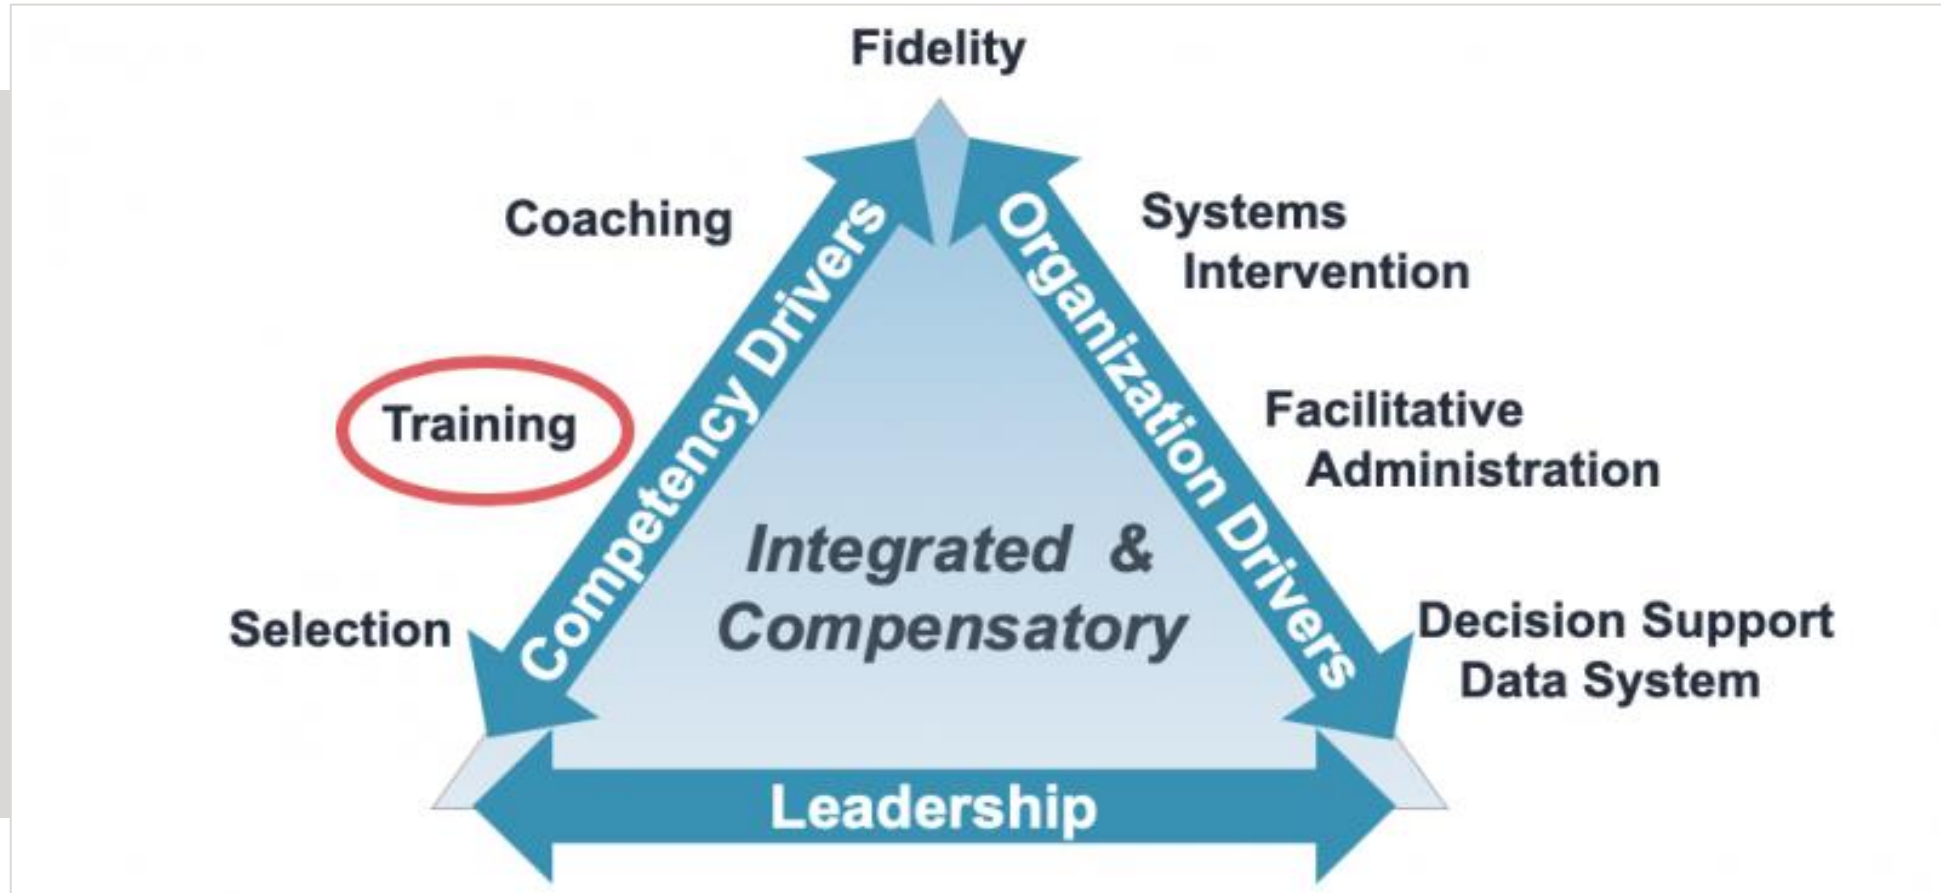 Fidelity
Coaching
Systems
Intervention
Training
Facilitative
Administration
Selection
Decision Support
Data System
Competency Drivers
Organization Drivers
Integrated &
Compensatory
Leadership